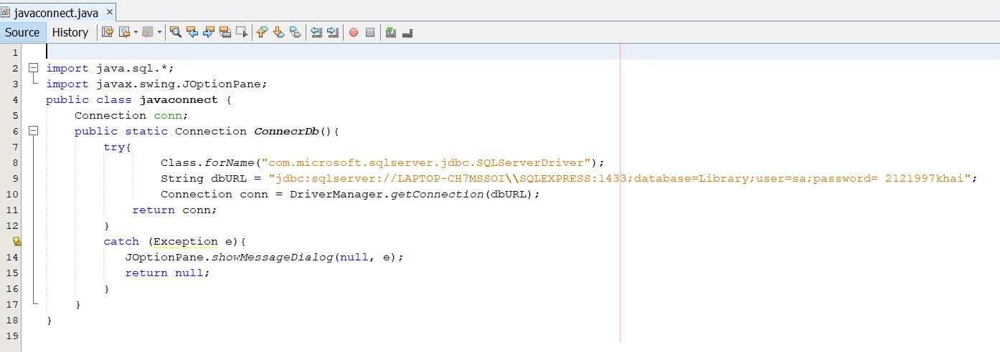 javaconnect.java ×
Source History
1
2 import java.sql.*;
3 import javax.swing.JOptionPane;
4 public class javaconnect {
5 Connection conn;
6 public static Connection ConnecrDb(){
7 try{
8 Class.forName("com.microsoft.sqlserver.jdbc.SQLServerDriver");
9 String dbURL = "jdbc:sqlserver://LAPTOP-CH7MSSOI\\SQLEXPRESS:1433;database=Library;user=sa;password= 2121997khai";
10 Connection conn = DriverManager.getConnection(dbURL);
11 return conn;
12 }
catch (Exception e){
14 JOptionPane.showMessageDialog(null, e);
15 return null;
16 }
17 }
18 }
19